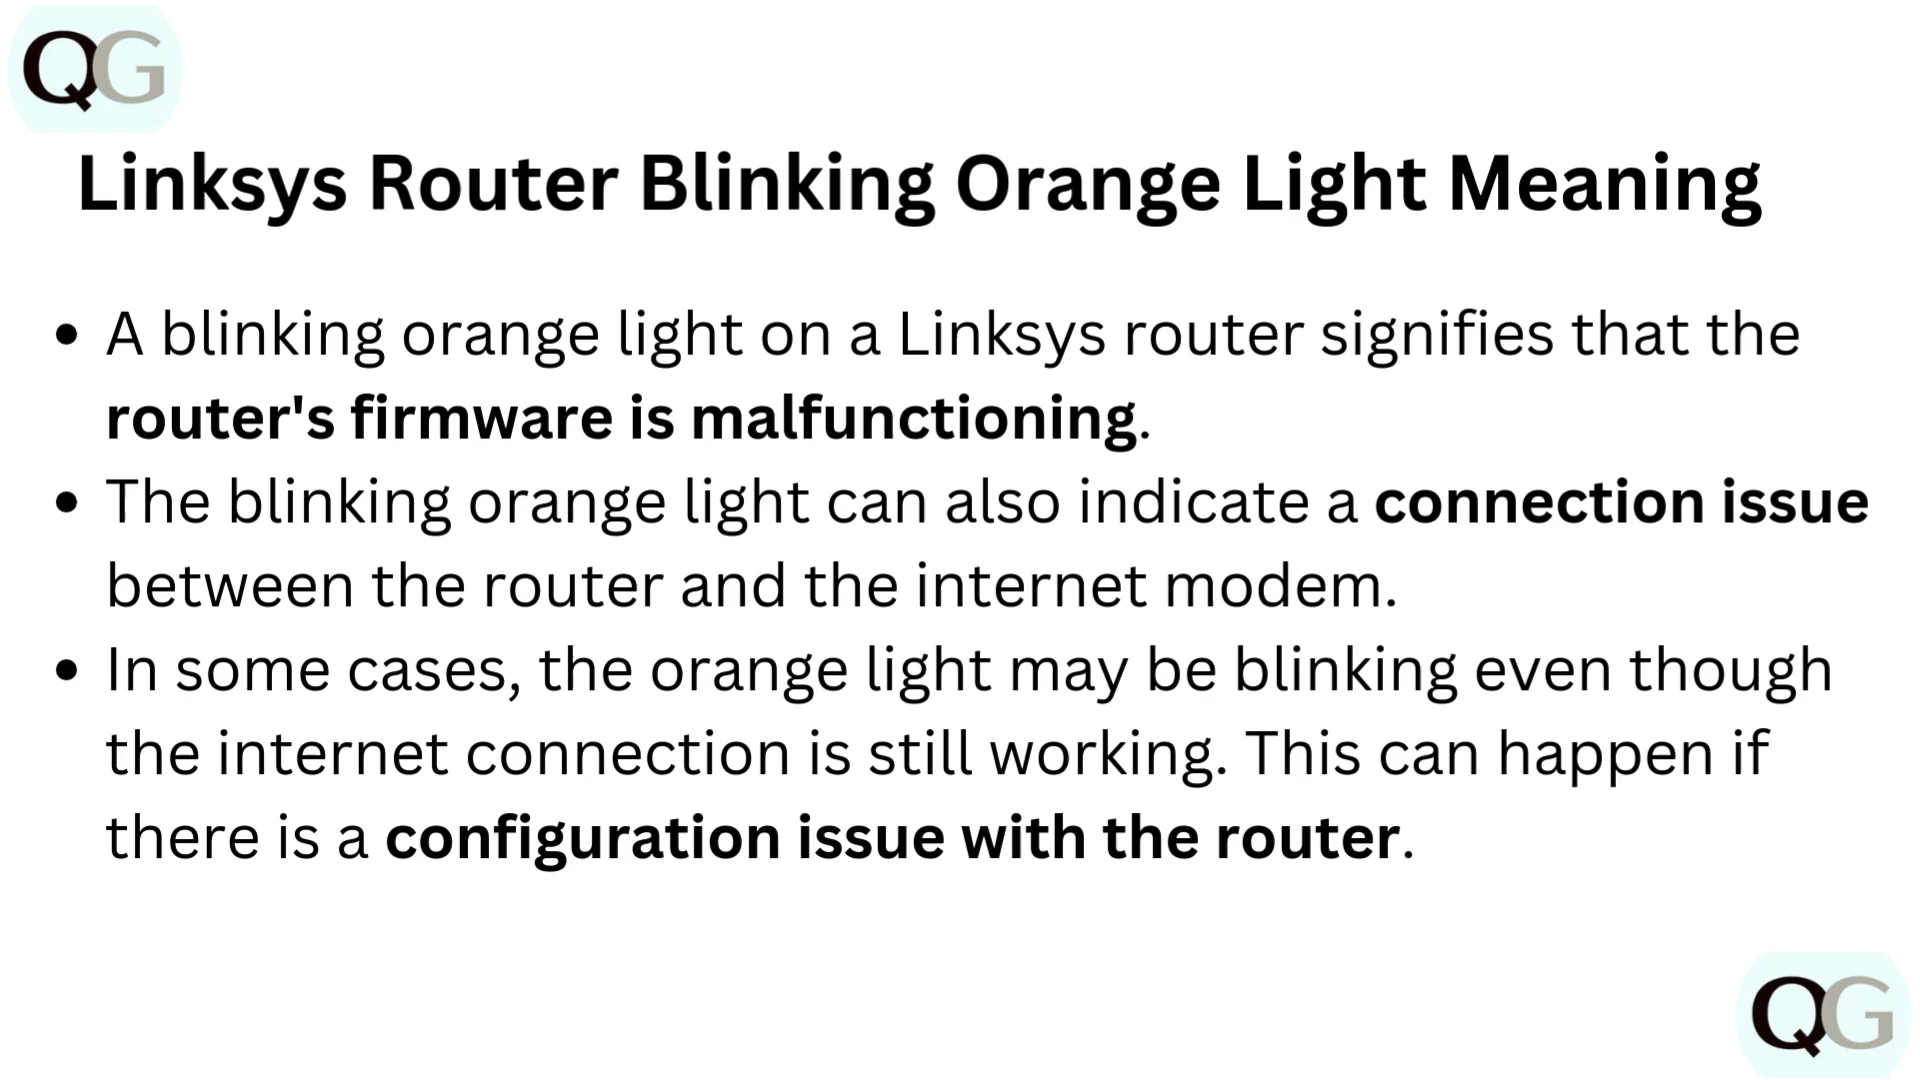 QG
Linksys Router Blinking Orange Light Meaning
• A blinking orange light on a Linksys router signifies that the
router's firmware is malfunctioning.
• The blinking orange light can also indicate a connection issue
between the router and the internet modem.
• In some cases, the orange light may be blinking even though
the internet connection is still working. This can happen if
there is a configuration issue with the router.
QG